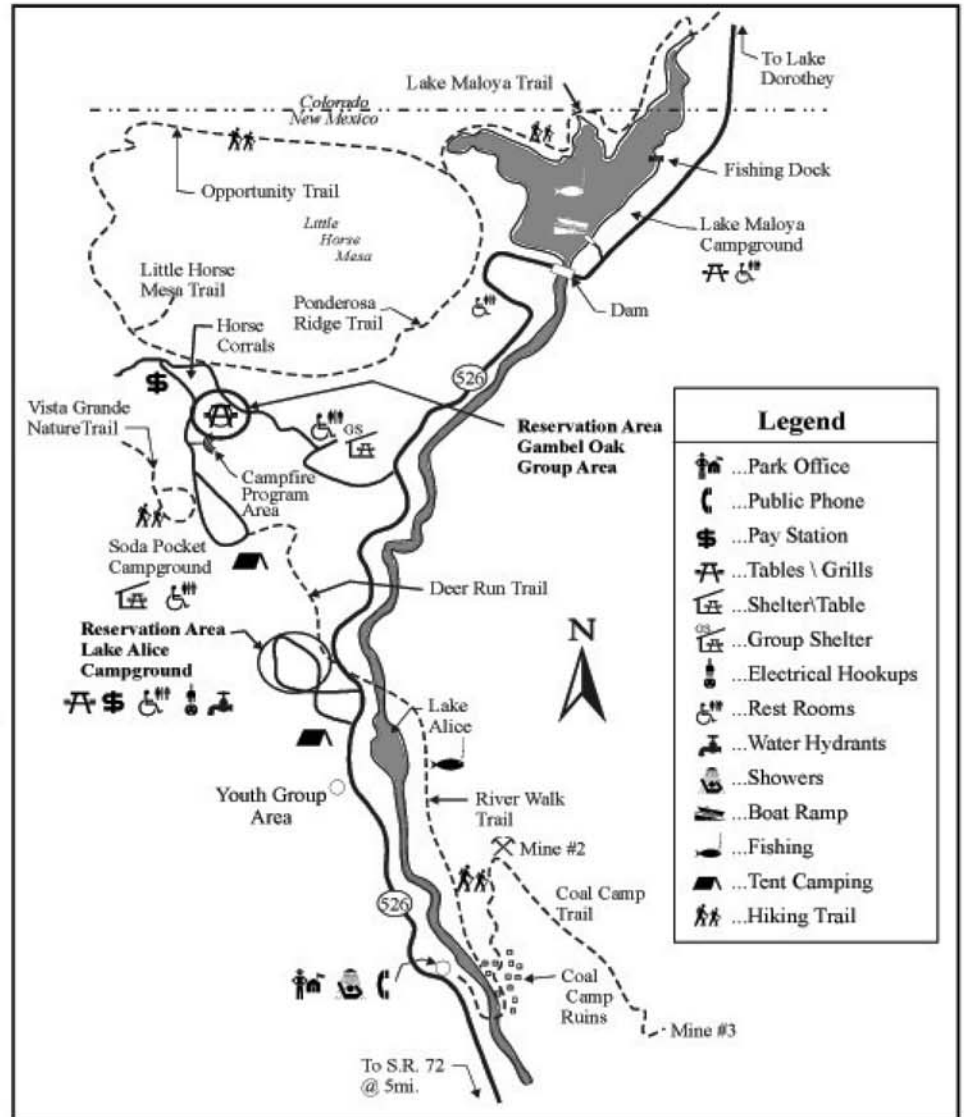 To Lake
Dorothey
Lake Maloya Trail
Colorado
New Mexico
Fishing Dock
Opportunity Trail
Little
Horse
Mesa
Lake Maloya
Campground
Little Horse
Mesa Trail
Ponderosa
Ridge Trail
Dam
Horse
Corrals
526
Vista Grande
Nature Trail
GS
Reservation Area
Gambel Oak
Group Area
Campfire
Program
Area
Soda Pocket
Campground
Deer Run Trail
Reservation Area
Lake Alice
Campground
N
Lake
Alice
Youth Group
Area
River Walk
Trail
Mine #2
Coal Camp
Trail
526
Coal
Camp
Ruins
Mine #3
To S.R. 72
@ 5mi.
Legend
...Park Office
...Public Phone
$ ...Pay Station
...Tables \ Grills
...Shelter\Table
GS
...Group Shelter
...Electrical Hookups
...Rest Rooms
...Water Hydrants
...Showers
...Boat Ramp
...Fishing
...Tent Camping
...Hiking Trail